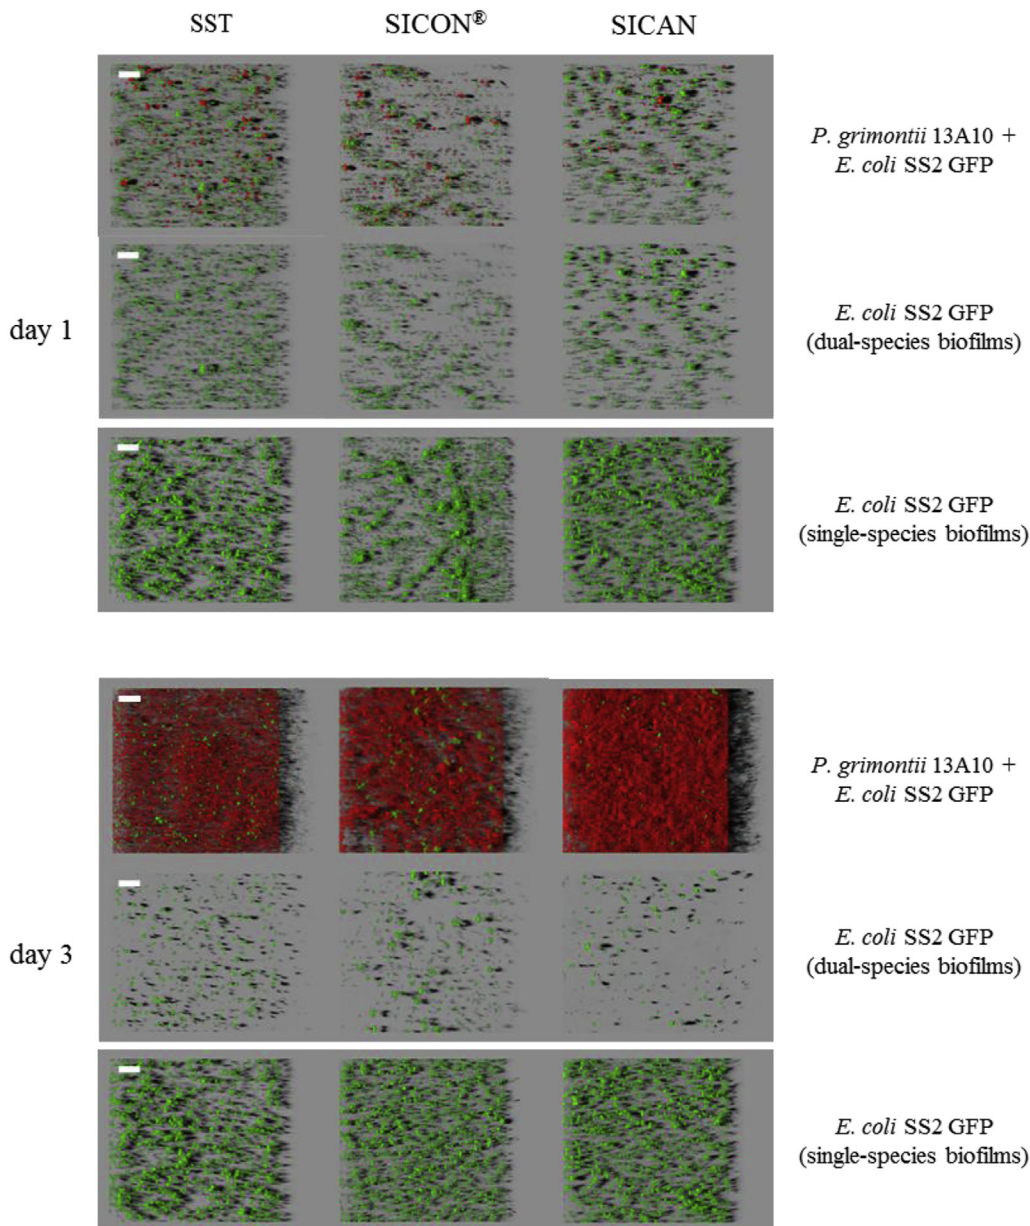 SST
SICON®
SICAN
P. grimontii 13A10 +
E. coli SS2 GFP
day 1
E. coli SS2 GFP
(dual-species biofilms)
E. coli SS2 GFP
(single-species biofilms)
P. grimontii 13A10 +
E. coli SS2 GFP
day 3
E. coli SS2 GFP
(dual-species biofilms)
E. coli SS2 GFP
(single-species biofilms)